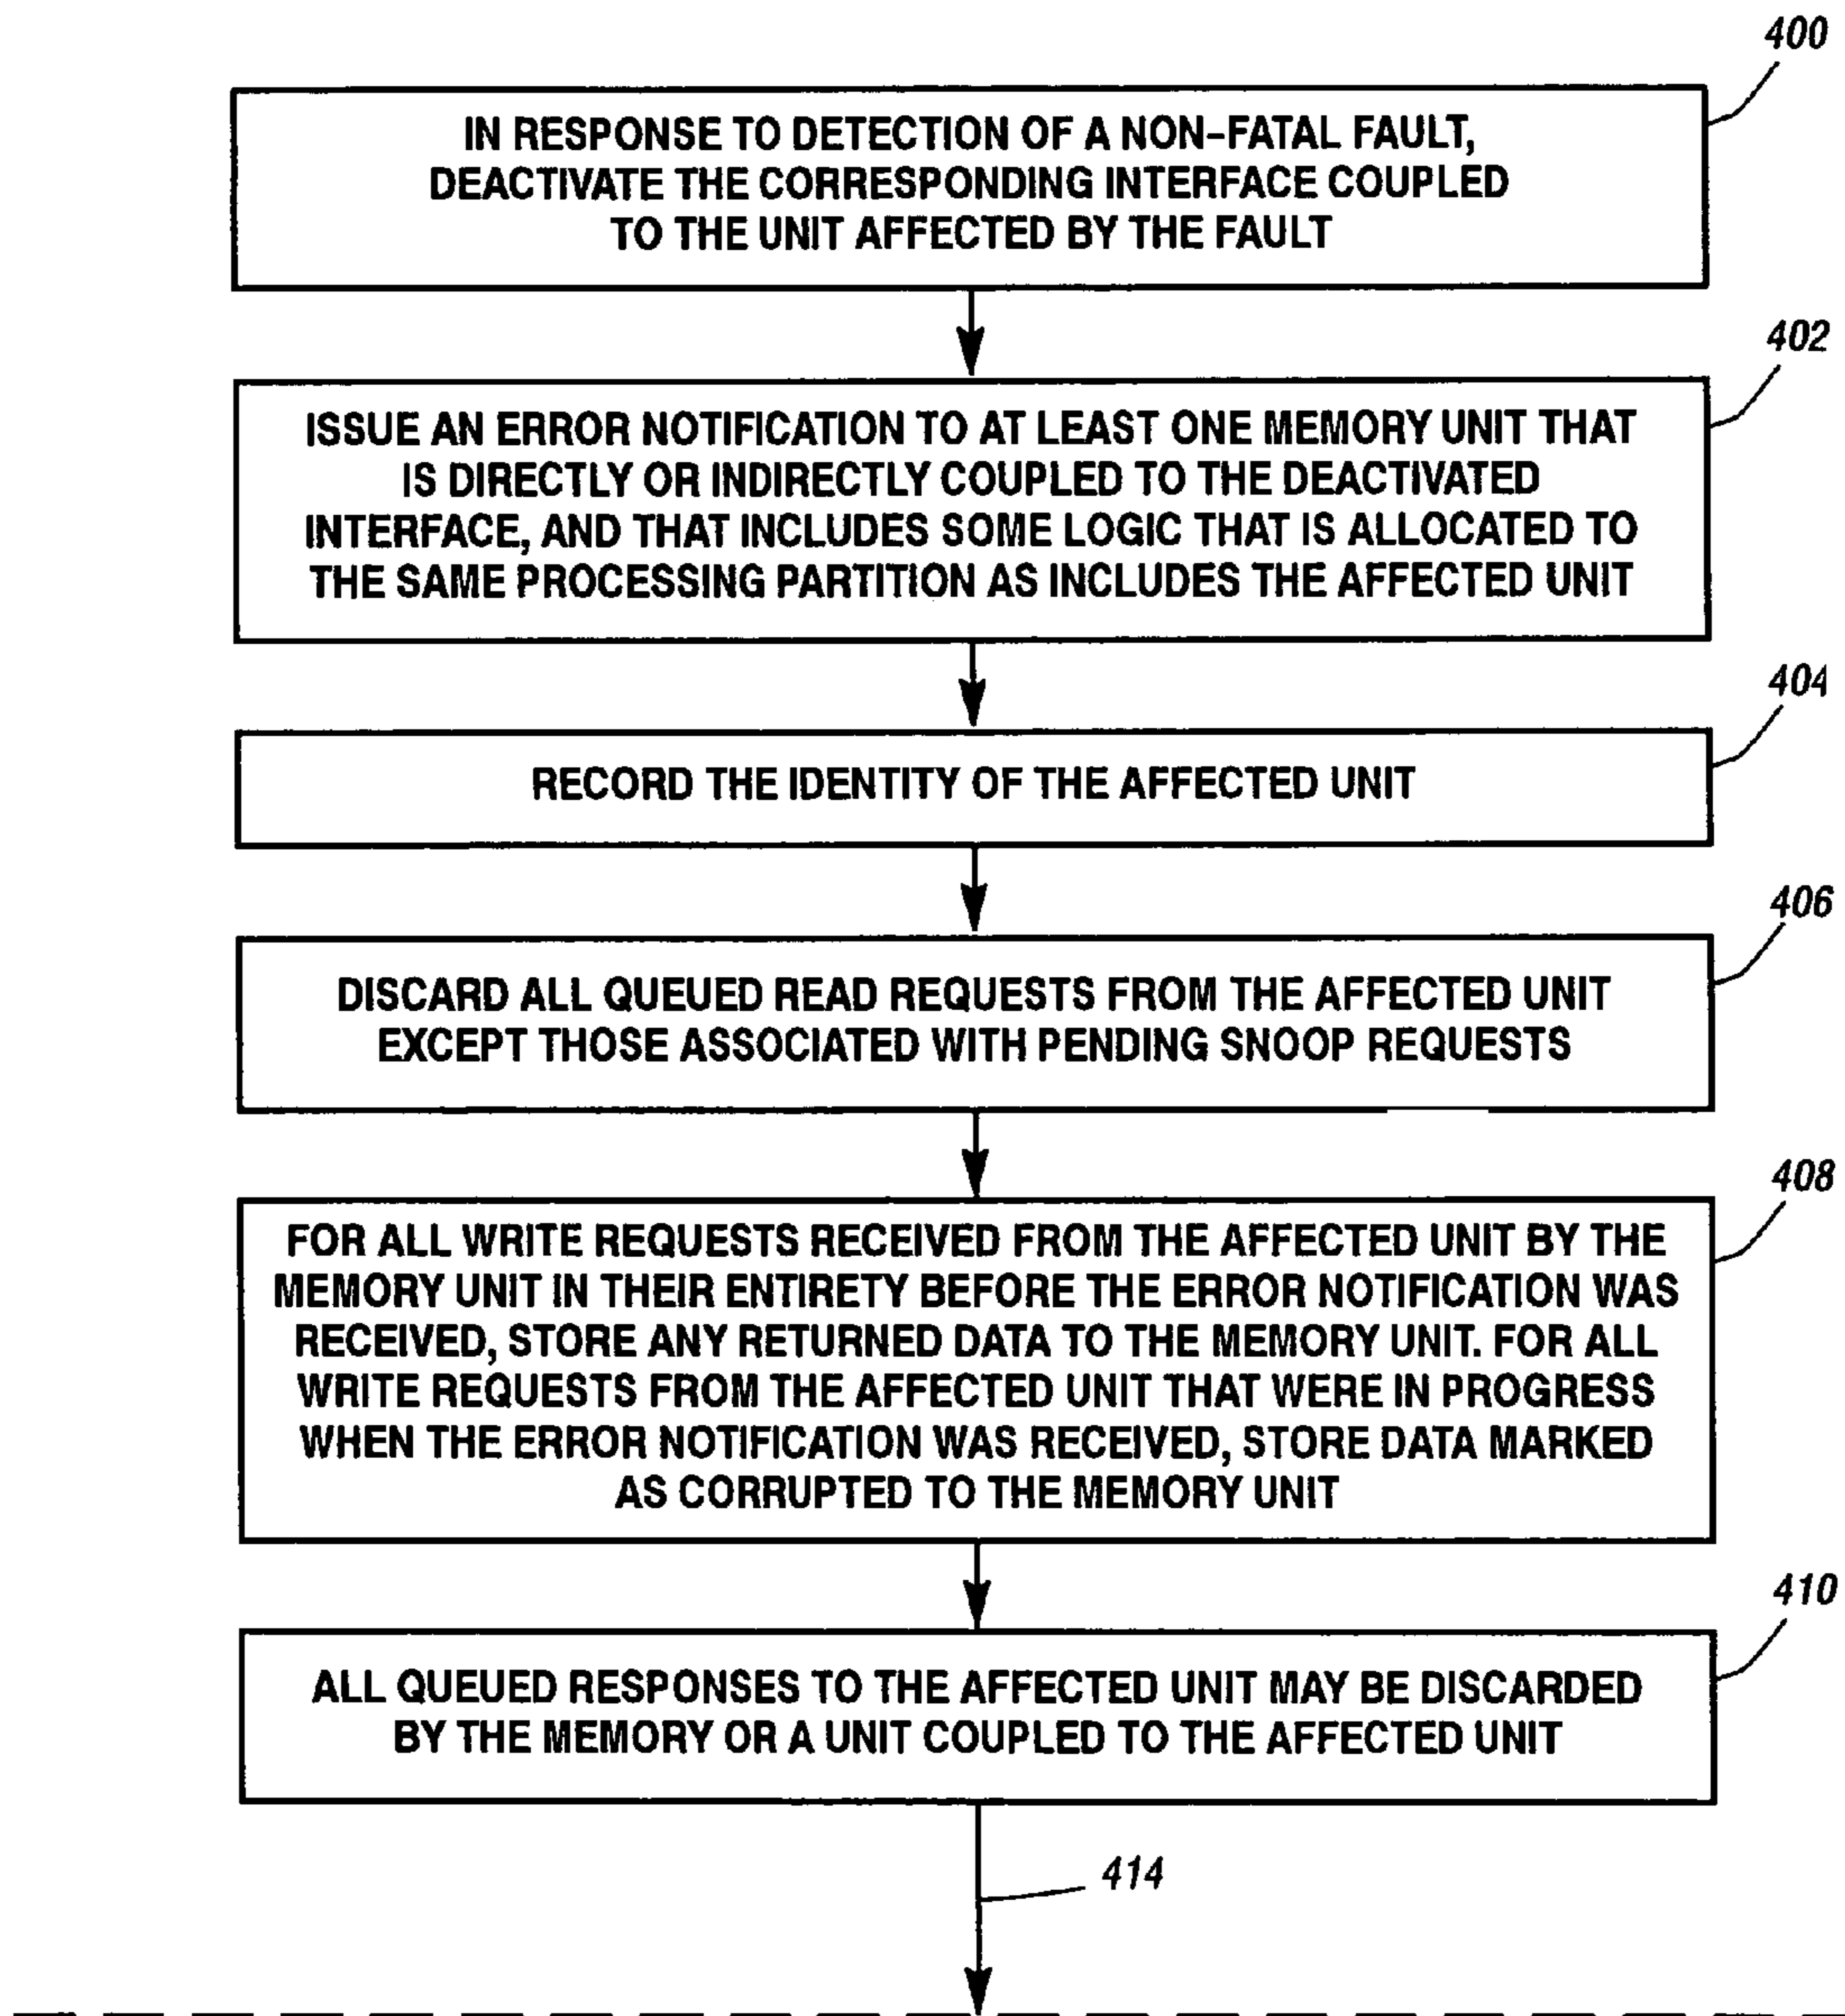 400
IN RESPONSE TO DETECTION OF A NON-FATAL FAULT,
DEACTIVATE THE CORRESPONDING INTERFACE COUPLED
TO THE UNIT AFFECTED BY THE FAULT
402
ISSUE AN ERROR NOTIFICATION TO AT LEAST ONE MEMORY UNIT THAT
IS DIRECTLY OR INDIRECTLY COUPLED TO THE DEACTIVATED
INTERFACE, AND THAT INCLUDES SOME LOGIC THAT IS ALLOCATED TO
THE SAME PROCESSING PARTITION AS INCLUDES THE AFFECTED UNIT
404
RECORD THE IDENTITY OF THE AFFECTED UNIT
406
DISCARD ALL QUEUED READ REQUESTS FROM THE AFFECTED UNIT
EXCEPT THOSE ASSOCIATED WITH PENDING SNOOP REQUESTS
408
FOR ALL WRITE REQUESTS RECEIVED FROM THE AFFECTED UNIT BY THE
MEMORY UNIT IN THEIR ENTIRETY BEFORE THE ERROR NOTIFICATION WAS
RECEIVED, STORE ANY RETURNED DATA TO THE MEMORY UNIT. FOR ALL
WRITE REQUESTS FROM THE AFFECTED UNIT THAT WERE IN PROGRESS
WHEN THE ERROR NOTIFICATION WAS RECEIVED, STORE DATA MARKED
AS CORRUPTED TO THE MEMORY UNIT
410
ALL QUEUED RESPONSES TO THE AFFECTED UNIT MAY BE DISCARDED
BY THE MEMORY OR A UNIT COUPLED TO THE AFFECTED UNIT
414